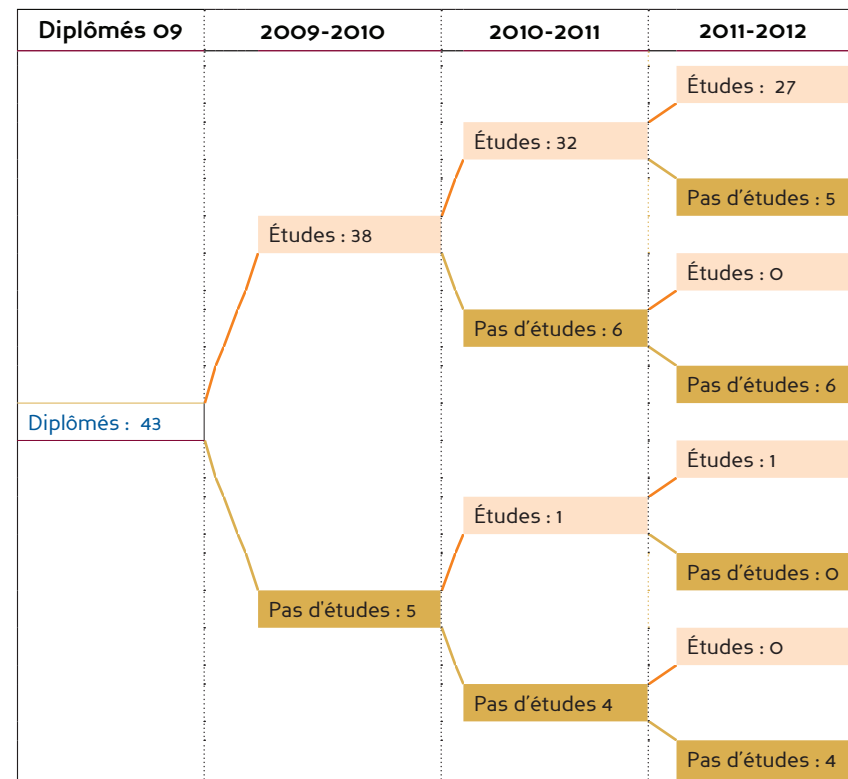 Diplômés 09 2009-2010 2010-2011 2011-2012
Études : 27
Études : 32
Pas d'études : 5
Études : 38
Études : 0
Pas d'études : 6
Pas d'études : 6
Diplômés : 43
Études : 1
Études : 1
Pas d'études : 0
Pas d'études : 5
Études : 0
Pas d'études 4
Pas d'études : 4